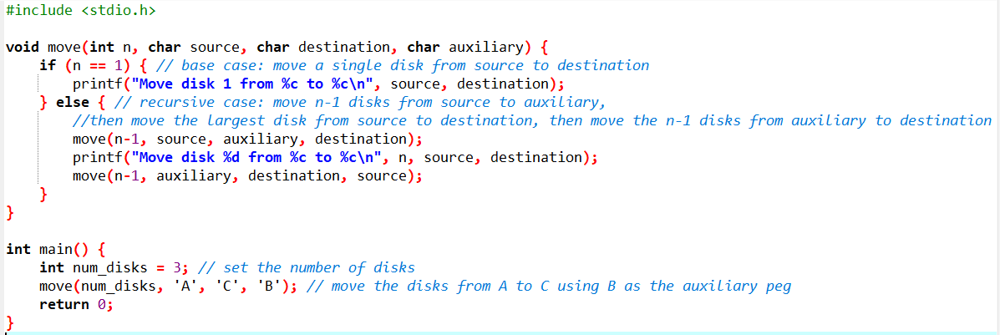 #include <stdio.h>

void move(int n, char source, char destination, char auxiliary) {
    if (n == 1) { // base case: move a single disk from source to destination
        printf("Move disk 1 from %c to %c\n", source, destination);
    } else { // recursive case: move n-1 disks from source to auxiliary,
        //then move the largest disk from source to destination, then move the n-1 disks from auxiliary to destination
        move(n-1, source, auxiliary, destination);
        printf("Move disk %d from %c to %c\n", n, source, destination);
        move(n-1, auxiliary, destination, source);
    }
}

int main() {
    int num_disks = 3; // set the number of disks
    move(num_disks, 'A', 'C', 'B'); // move the disks from A to C using B as the auxiliary peg
    return 0;
}